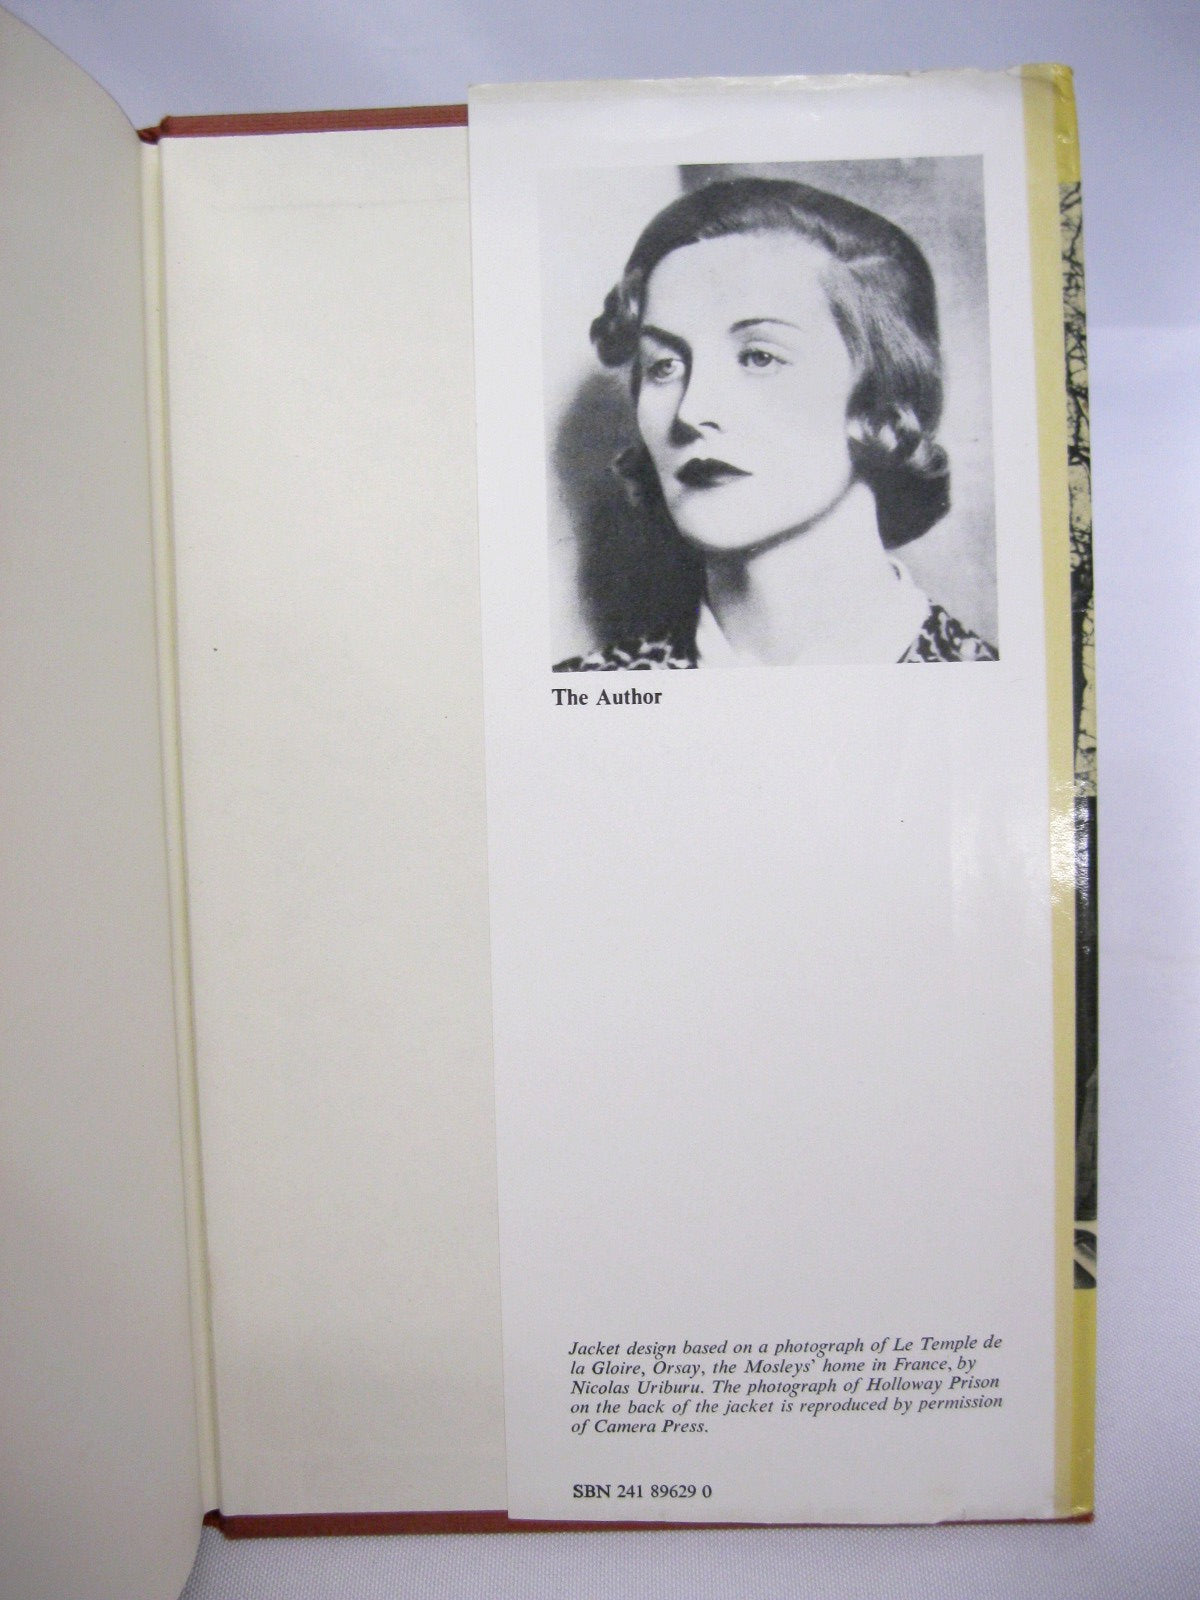 The Author
Jacket design based on a photograph of Le Temple de
la Gloire, Orsay, the Mosleys' home in France, by
Nicolas Uriburu. The photograph of Holloway Prison
on the back of the jacket is reproduced by permission
of Camera Press.
SBN 241 89629 0